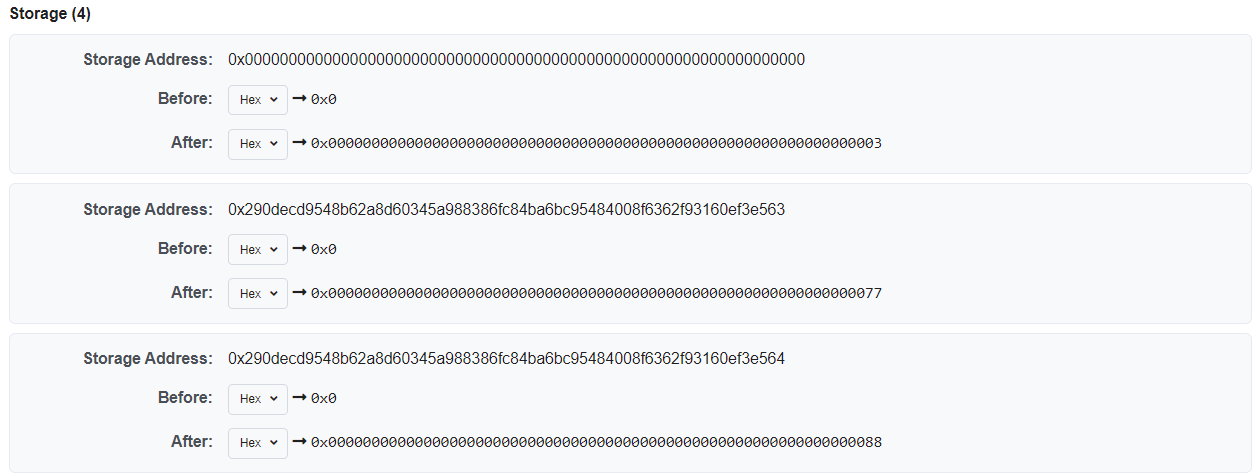 Storage (4)
Storage Address: 0x0000000000000000000000000000000000000000000000000000000000000000
Before: Hex → 0x0
After: Hex → 0x0000000000000000000000000000000000000000000000000000000000000003
Storage Address: 0x290decd9548b62a8d60345a988386fc84ba6bc95484008f6362f93160ef3e563
Before: Hex → 0x0
After: Hex → 0x0000000000000000000000000000000000000000000000000000000000000077
Storage Address: 0x290decd9548b62a8d60345a988386fc84ba6bc95484008f6362f93160ef3e564
Before: Hex → 0x0
After: Hex → 0x0000000000000000000000000000000000000000000000000000000000000088